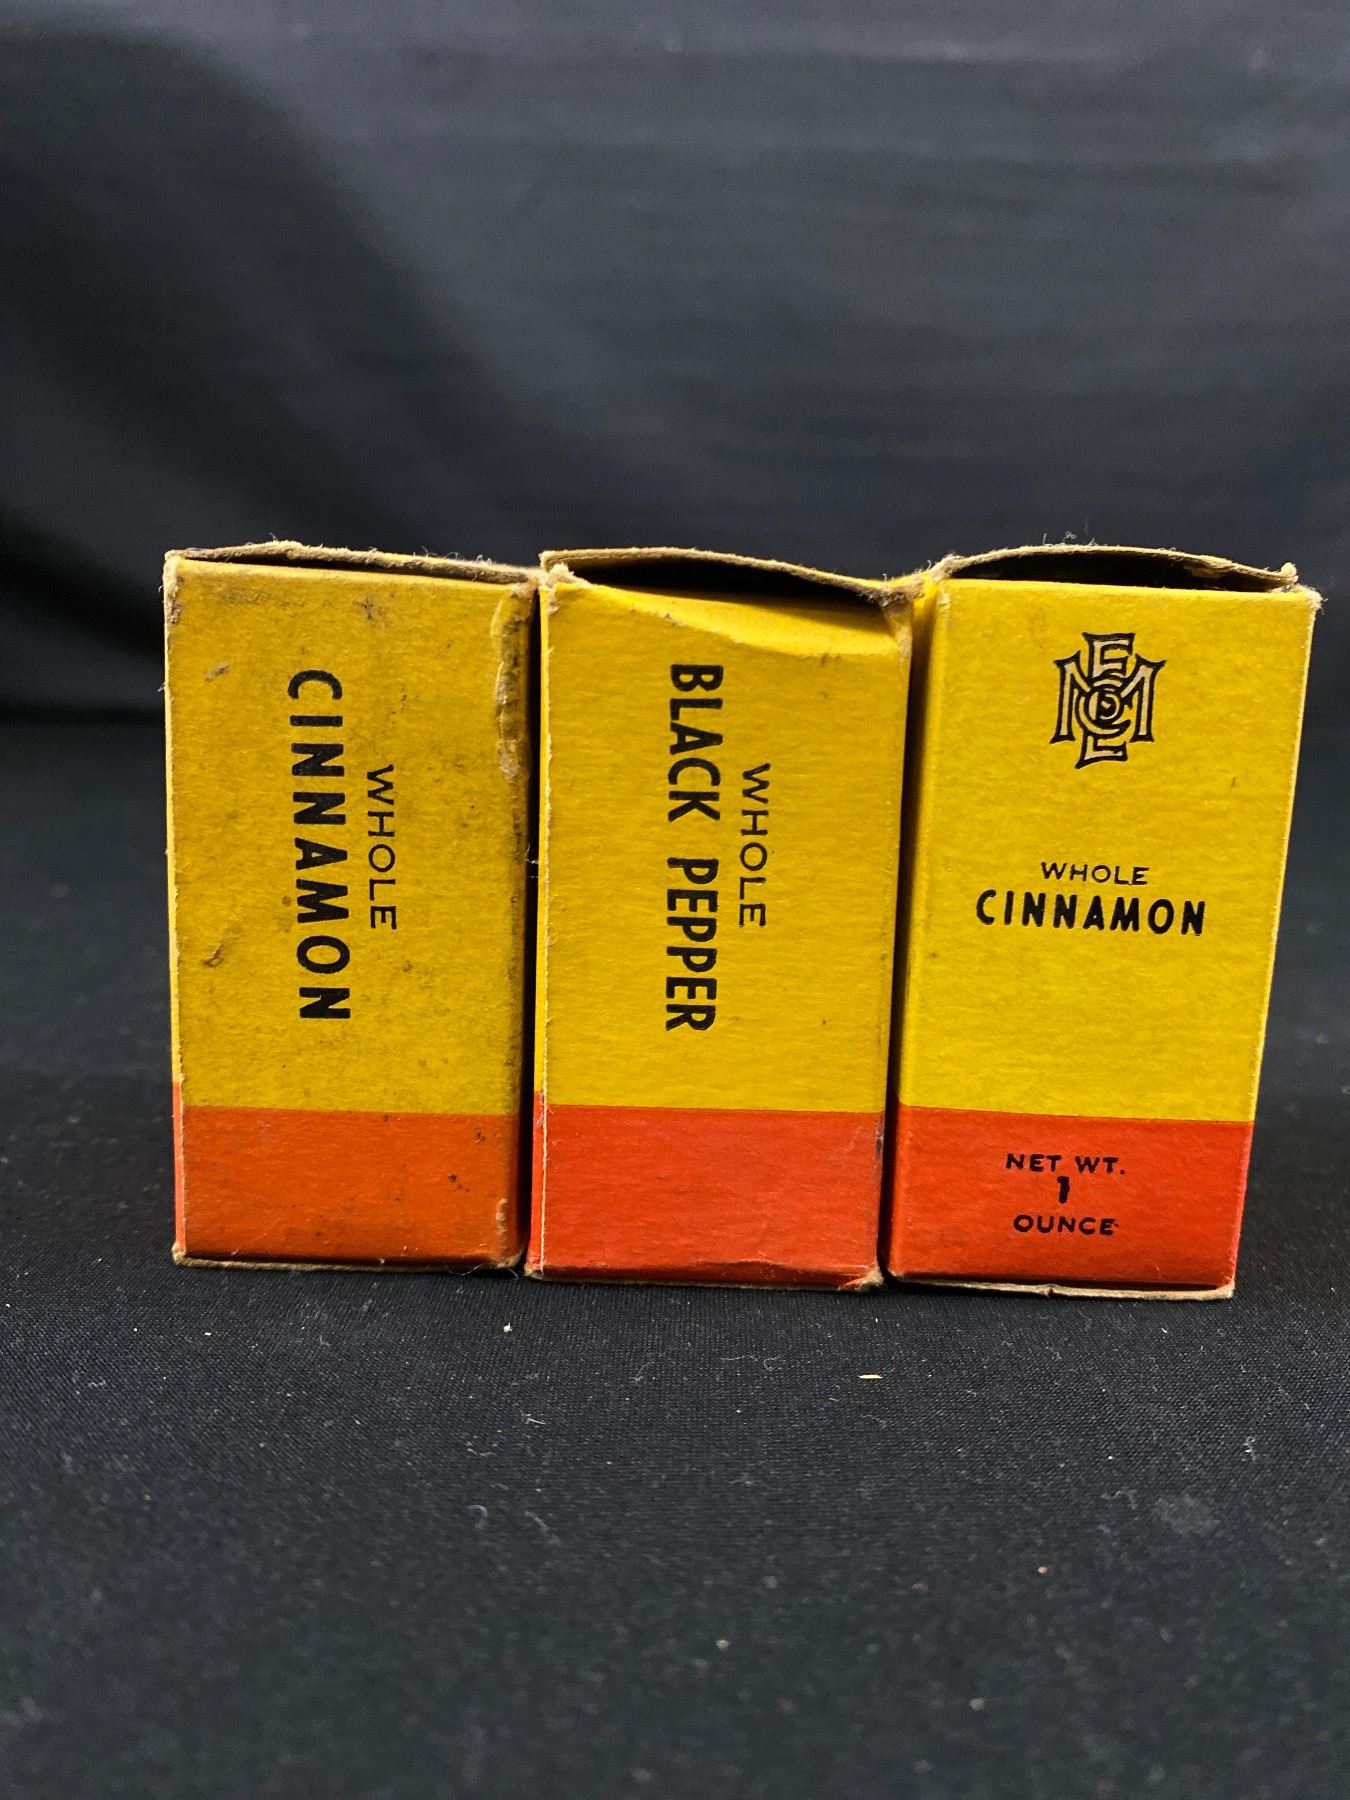 WHOLE
CINNAMON
WHOLE
BLACK PEPPER
WHOLE
CINNAMON
NET WT.
1
OUNCE